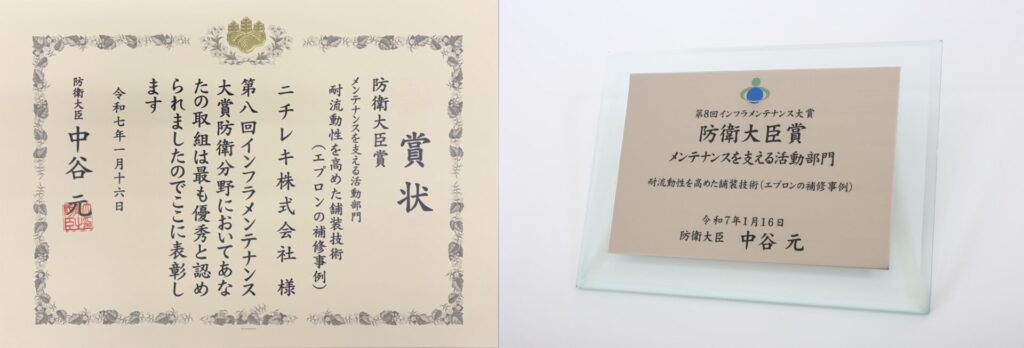 賞状
防衛大臣賞
メンテナンスを支える活動部門
耐流動性を高めた舗装技術
(エプロンの補修事例)
ニチレキ株式会社 様
第八回インフラメンテナンス
大賞防衛分野においてあな
たの取組は最も優秀と認め
られましたのでここに表彰し
ます
令和七年一月十六日
防衛大臣 中谷 元
第8回インフラメンテナンス大賞
防衛大臣賞
メンテナンスを支える活動部門
耐流動性を高めた舗装技術(エプロンの補修事例)
令和7年1月16日
防衛大臣 中谷 元